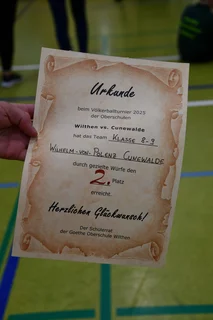 Urkunde
beim Völkerballturnier 2025
der Oberschulen
Wilthen vs. Cunewalde
hat das Team Klasse 8-9
Wilhelm-von-Polenz Cunewalde
durch gezielte Würfe den
2. Platz
erreicht.
Herzlichen Glückwunsch!
Der Schülerrat
der Goethe Oberschule Wilthen